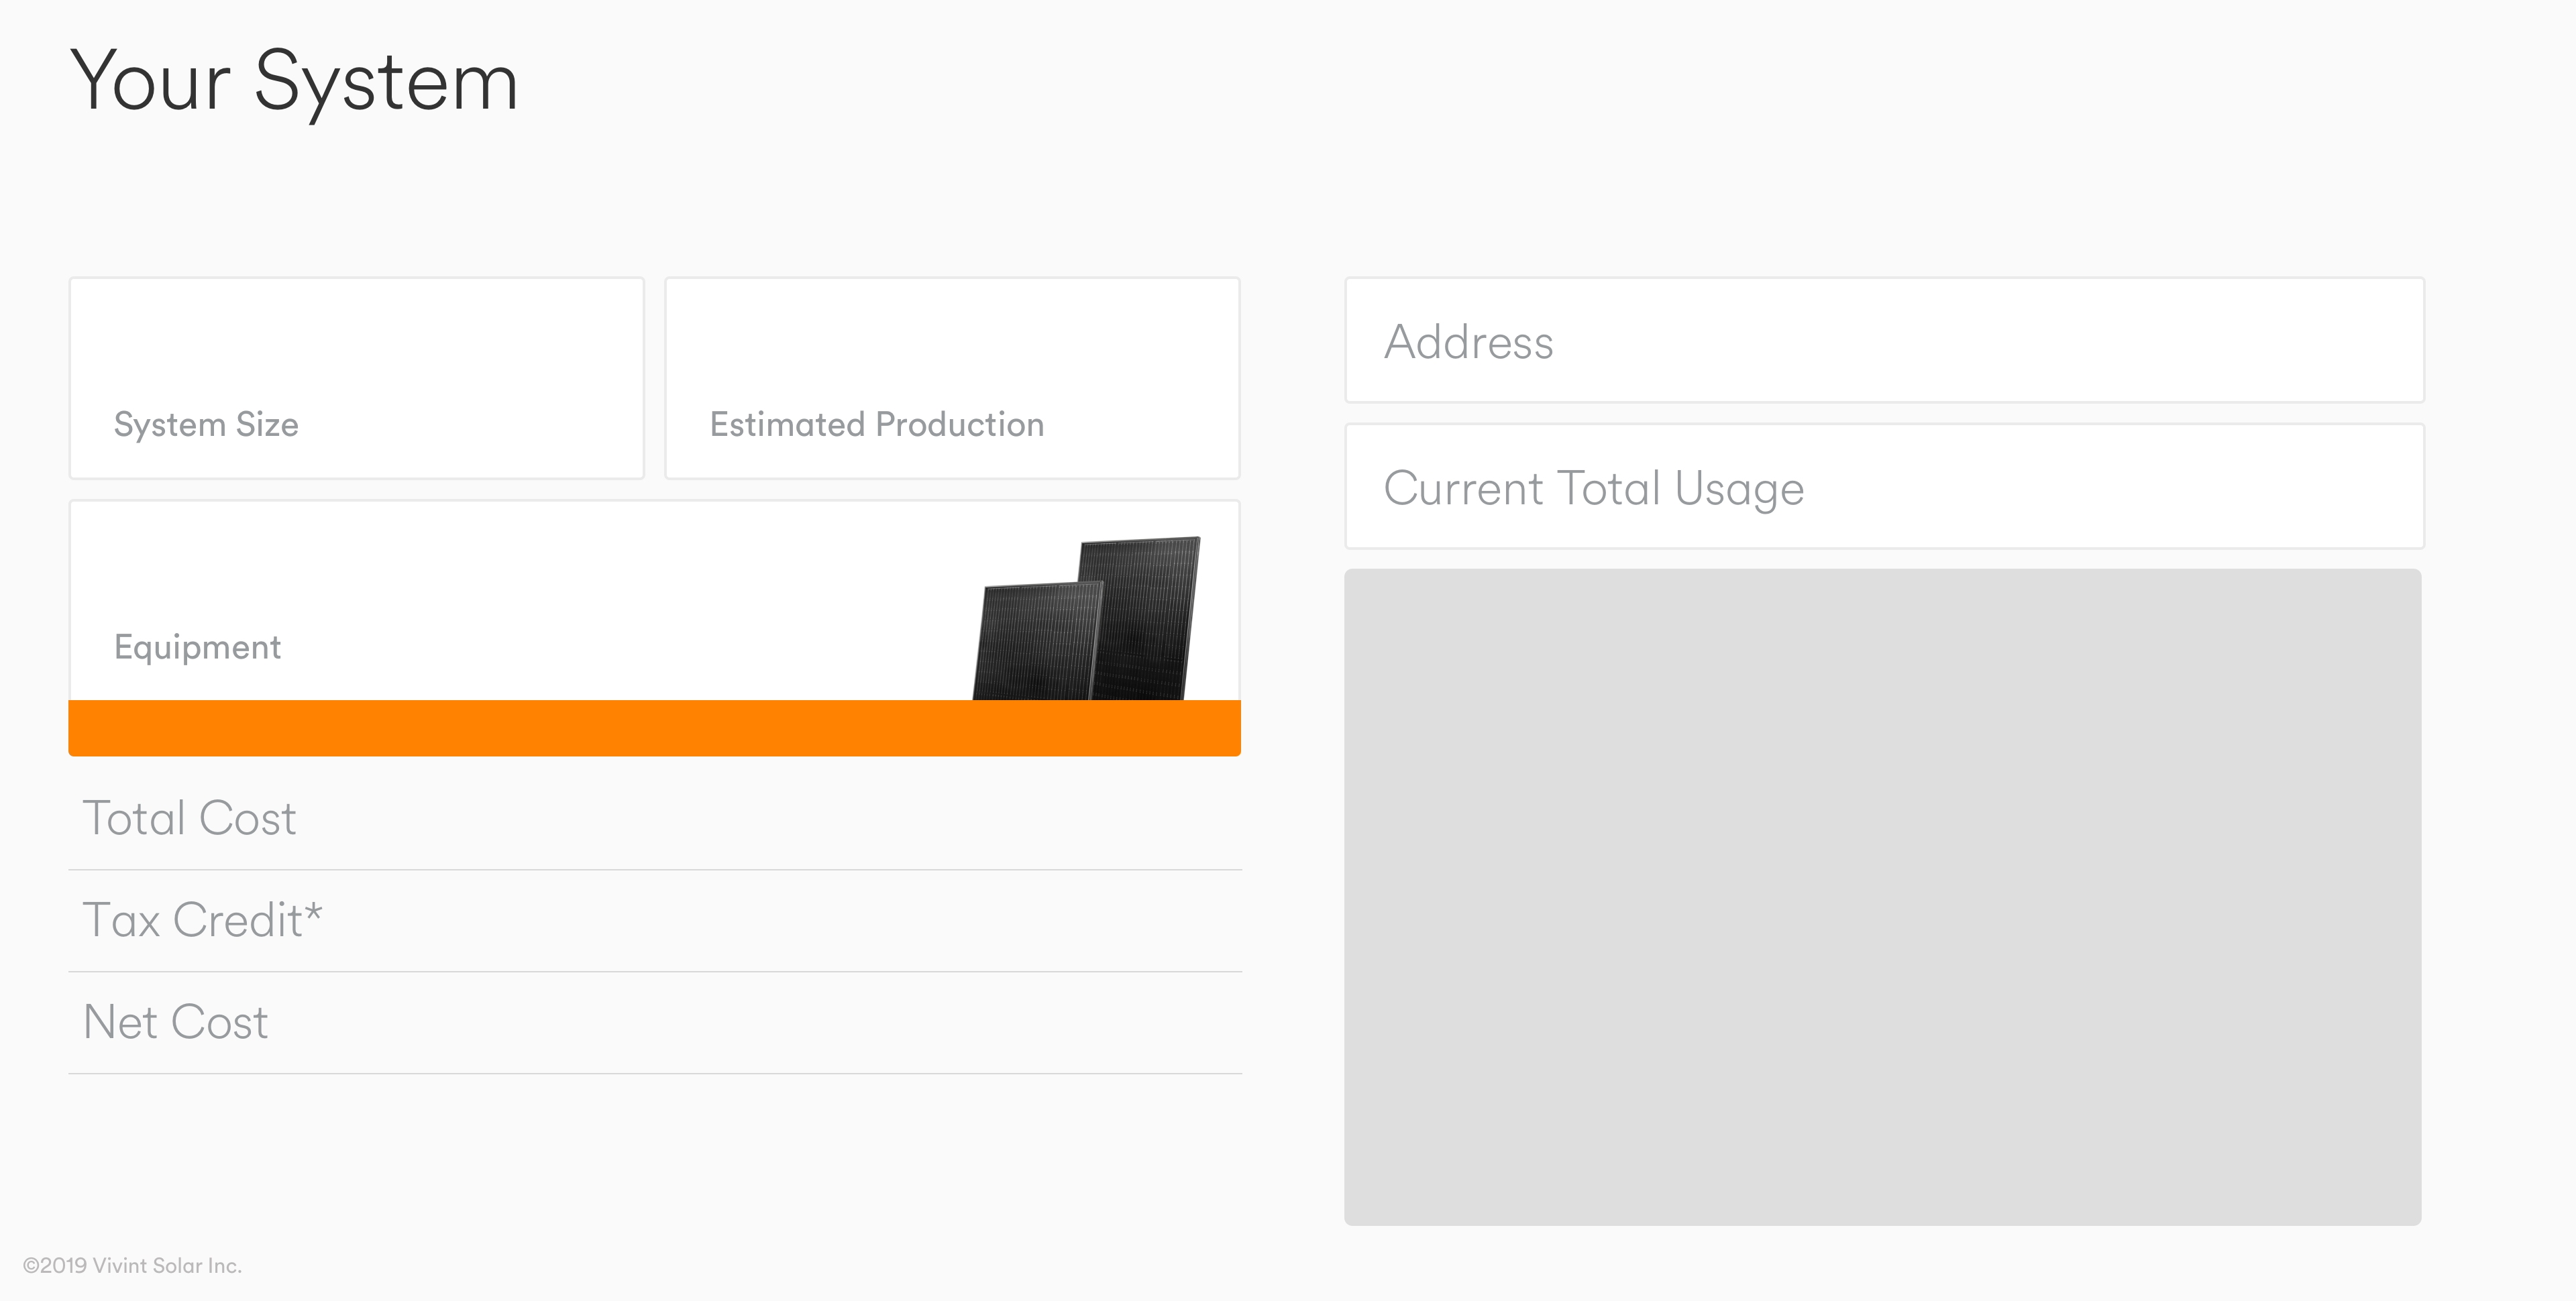 Your System
System Size
Estimated Production
Equipment
Total Cost
Tax Credit*
Net Cost
Address
Current Total Usage
©2019 Vivint Solar Inc.